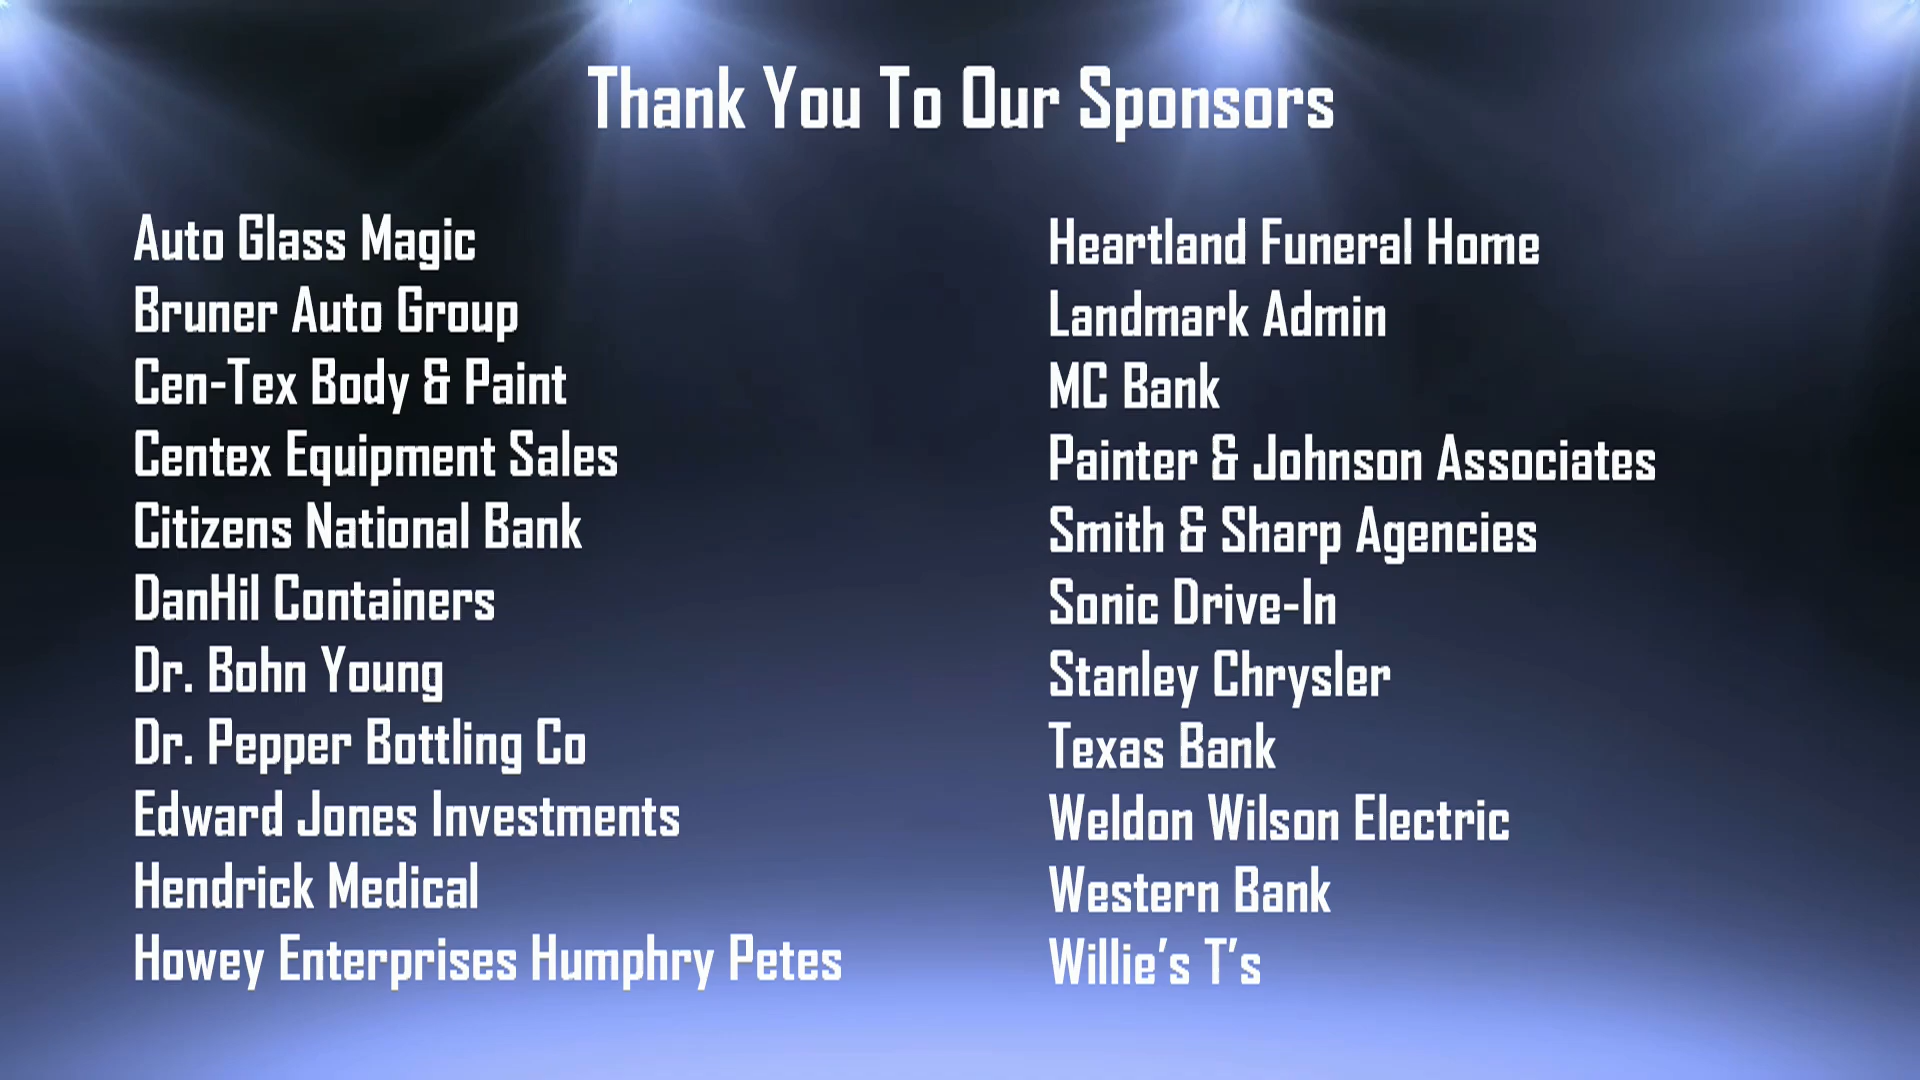 Thank You To Our Sponsors
Auto Glass Magic
Bruner Auto Group
Cen-Tex Body & Paint
Centex Equipment Sales
Citizens National Bank
DanHil Containers
Dr. Bohn Young
Dr. Pepper Bottling Co
Edward Jones Investments
Hendrick Medical
Howey Enterprises Humphry Petes
Heartland Funeral Home
Landmark Admin
MC Bank
Painter & Johnson Associates
Smith & Sharp Agencies
Sonic Drive-In
Stanley Chrysler
Texas Bank
Weldon Wilson Electric
Western Bank
Willie’s T’s